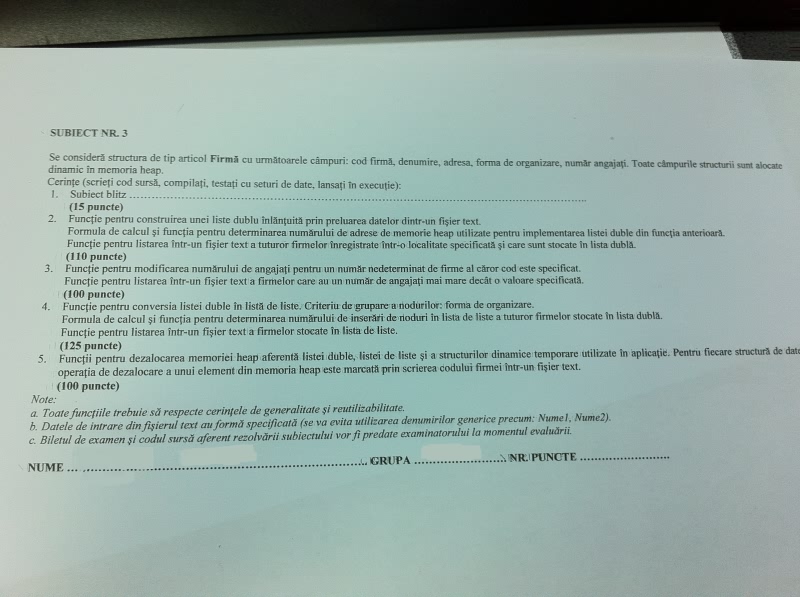 SUBIECT NR. 3
Se consideră structura de tip articol Firmă cu următoarele câmpuri: cod firmă, denumire, adresa, forma de organizare, număr angajați. Toate câmpurile structurii sunt alocate
dinamic în memoria heap.
Cerințe (scrieți cod sursă, compilați, testați cu seturi de date, lansați în execuție):
1. Subiect blitz ..........................................................................................
(15 puncte)
2. Funcție pentru construirea unei liste dublu înlănțuită prin preluarea datelor dintr-un fișier text.
Formula de calcul și funcția pentru determinarea numărului de adrese de memorie heap utilizate pentru implementarea listei duble din funcția anterioară.
Funcție pentru listarea într-un fișier text a tuturor firmelor înregistrate într-o localitate specificată și care sunt stocate în lista dublă.
(110 puncte)
3. Funcție pentru modificarea numărului de angajați pentru un număr nedeterminat de firme al căror cod este specificat.
Funcție pentru listarea într-un fișier text a firmelor care au un număr de angajați mai mare decât o valoare specificată.
(100 puncte)
4. Funcție pentru conversia listei duble în listă de liste. Criteriu de grupare a nodurilor: forma de organizare.
Formula de calcul și funcția pentru determinarea numărului de inserări de noduri în lista de liste a tuturor firmelor stocate în lista dublă.
Funcție pentru listarea într-un fișier text a firmelor stocate în lista de liste.
(125 puncte)
5. Funcții pentru dezalocarea memoriei heap aferentă listei duble, listei de liste și a structurilor dinamice temporare utilizate în aplicație. Pentru fiecare structură de date
operația de dezalocare a unui element din memoria heap este marcată prin scrierea codului firmei într-un fișier text.
(100 puncte)
Note:
a. Toate funcțiile trebuie să respecte cerințele de generalitate și reutilizabilitate.
b. Datele de intrare din fișierul text au formă specificată (se va evita utilizarea denumirilor generice precum: Nume1, Nume2).
c. Biletul de examen și codul sursă aferent rezolvării subiectului vor fi predate examinatorului la momentul evaluării.
NUME ... .................................................... GRUPA .................... NR. PUNCTE ....................